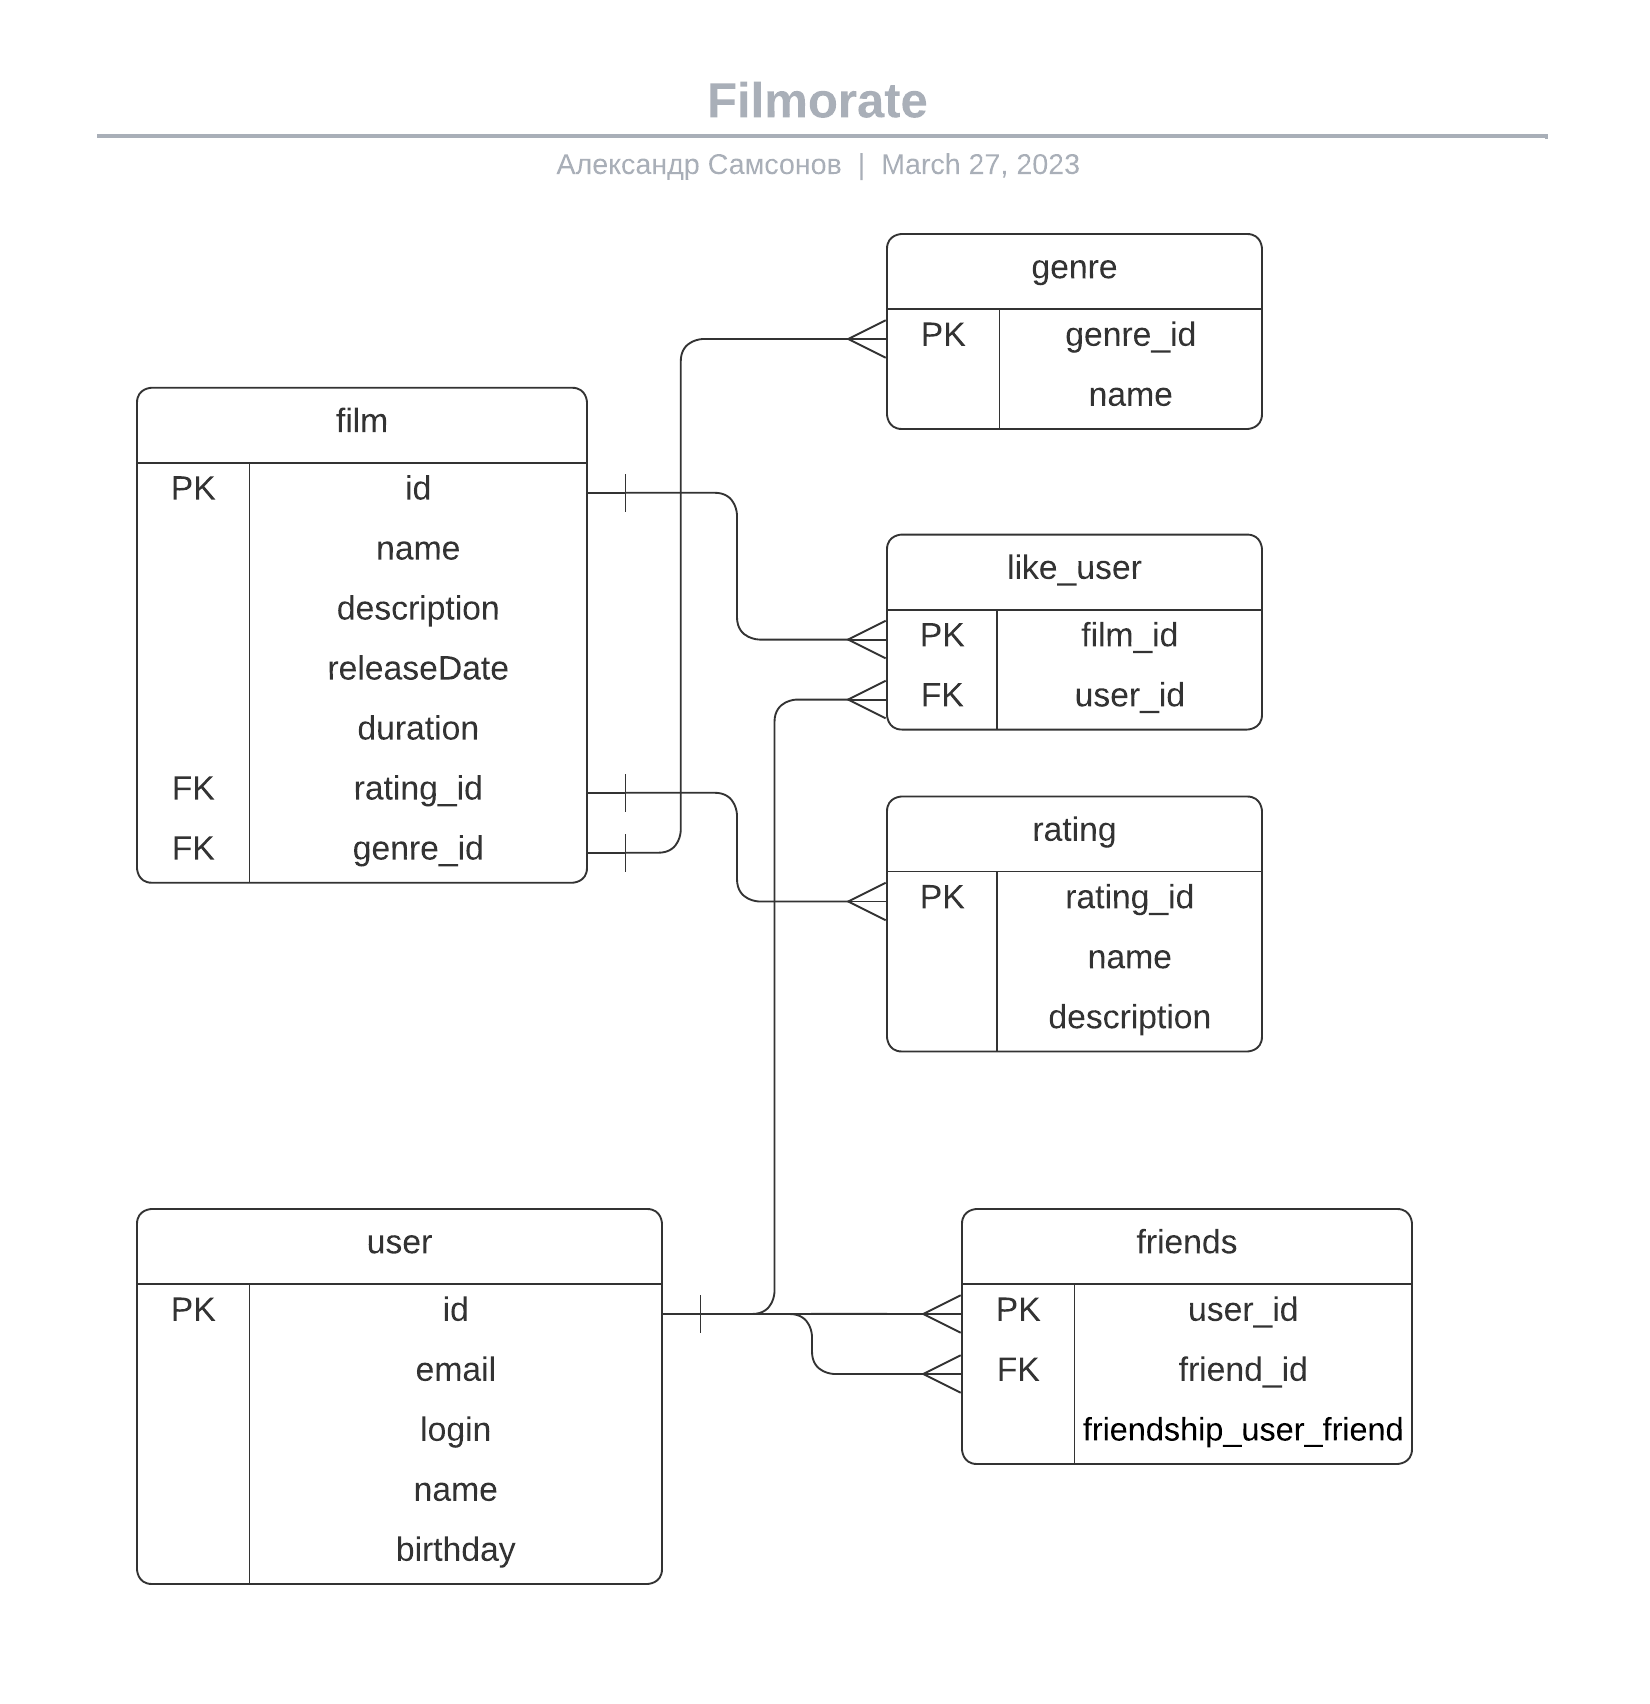 Filmorate
Александр Самсонов | March 27, 2023
genre
PK genre_id
name
film
PK id
name
description
releaseDate
duration
FK rating_id
FK genre_id
like_user
PK film_id
FK user_id
rating
PK rating_id
name
description
user
PK id
email
login
name
birthday
friends
PK user_id
FK friend_id
friendship_user_friend